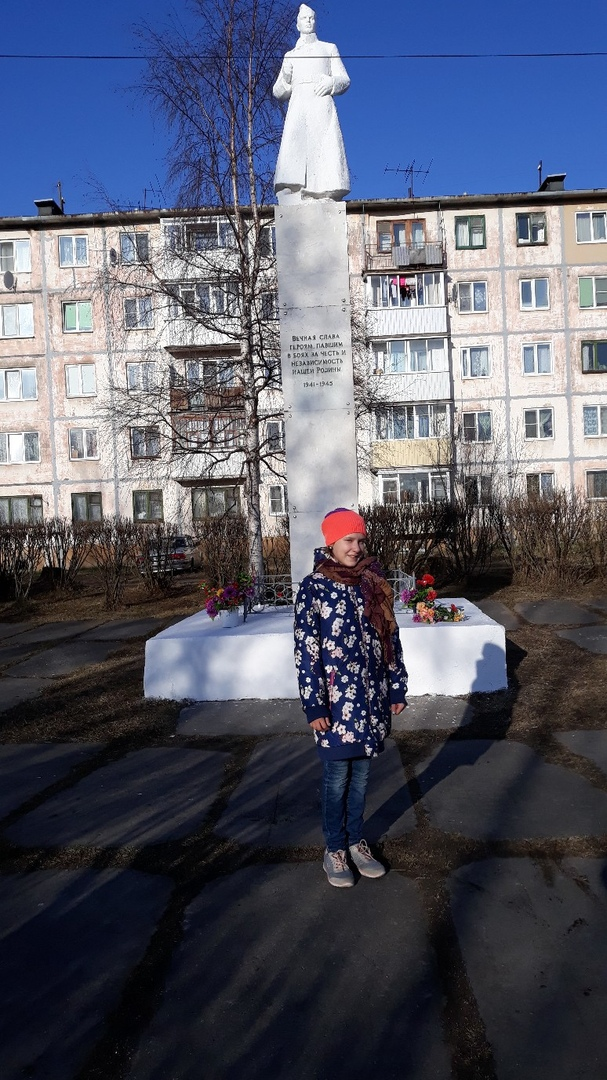 Вечная слава
героям, павшим
в боях за честь и
независимость
нашей Родины.
1941-1945